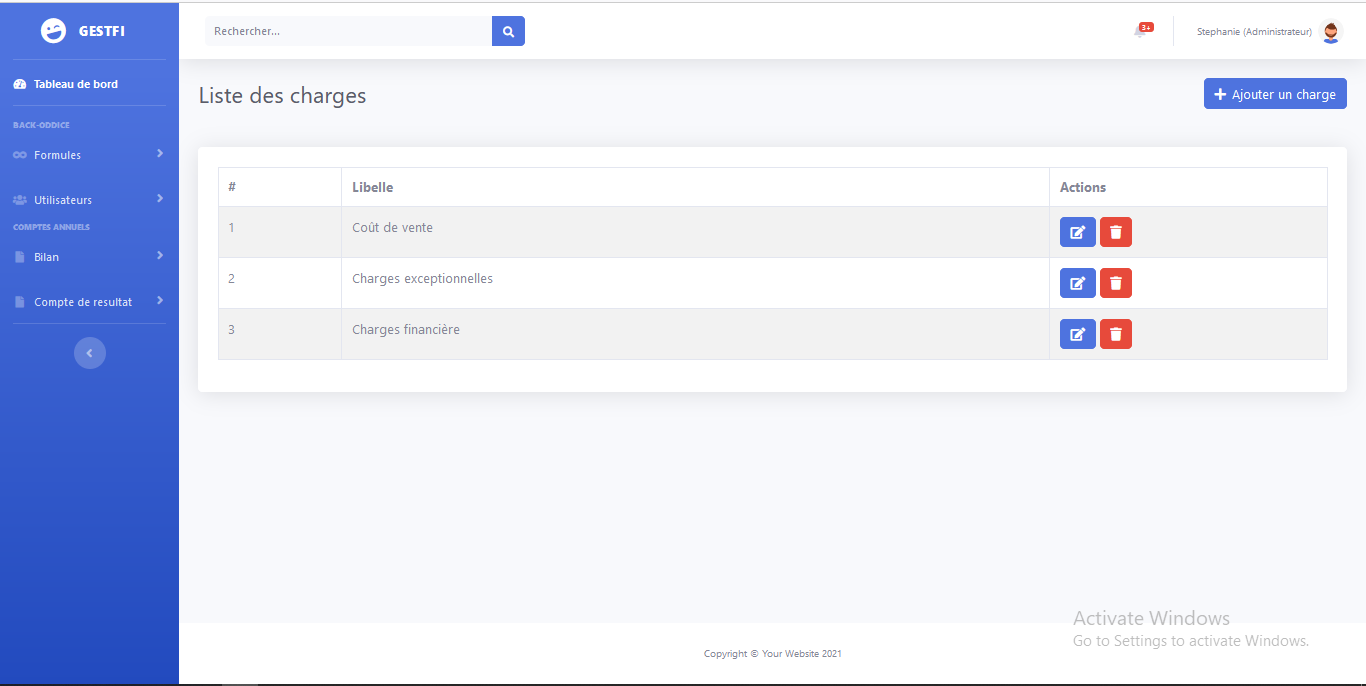 GESTFI
Rechercher...
3+
Stephanie (Administrateur)
Tableau de bord
BACK-ODDICE
Formules
Utilisateurs
COMPTES ANNUELS
Bilan
Compte de resultat
Liste des charges
Ajouter un charge
# Libelle Actions
1 Coût de vente
2 Charges exceptionnelles
3 Charges financière
Activate Windows
Go to Settings to activate Windows.
Copyright © Your Website 2021